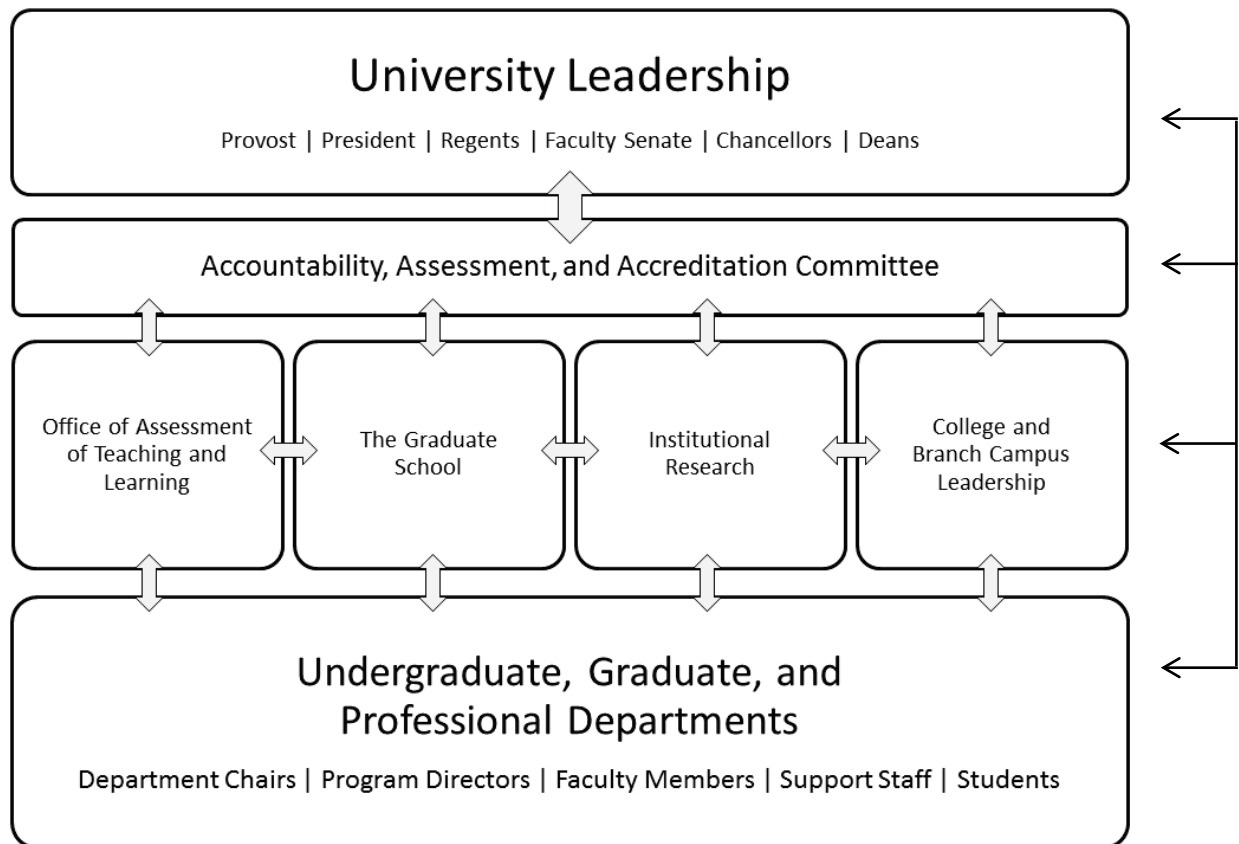 University Leadership
Provost | President | Regents | Faculty Senate | Chancellors | Deans
Accountability, Assessment, and Accreditation Committee
Office of Assessment
of Teaching and
Learning
The Graduate
School
Institutional
Research
College and
Branch Campus
Leadership
Undergraduate, Graduate, and
Professional Departments
Department Chairs | Program Directors | Faculty Members | Support Staff | Students